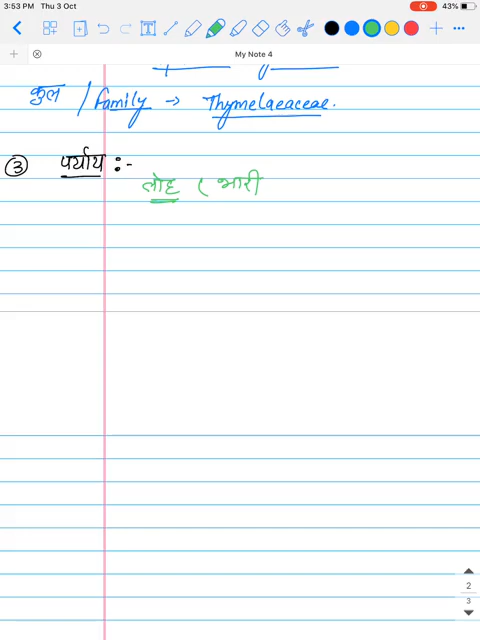 3:53 PM Thu 3 Oct 43%
My Note 4
कुल / Family → Thymelaeaceae.
③ पर्याय :-
लोह ( भारी
2
3